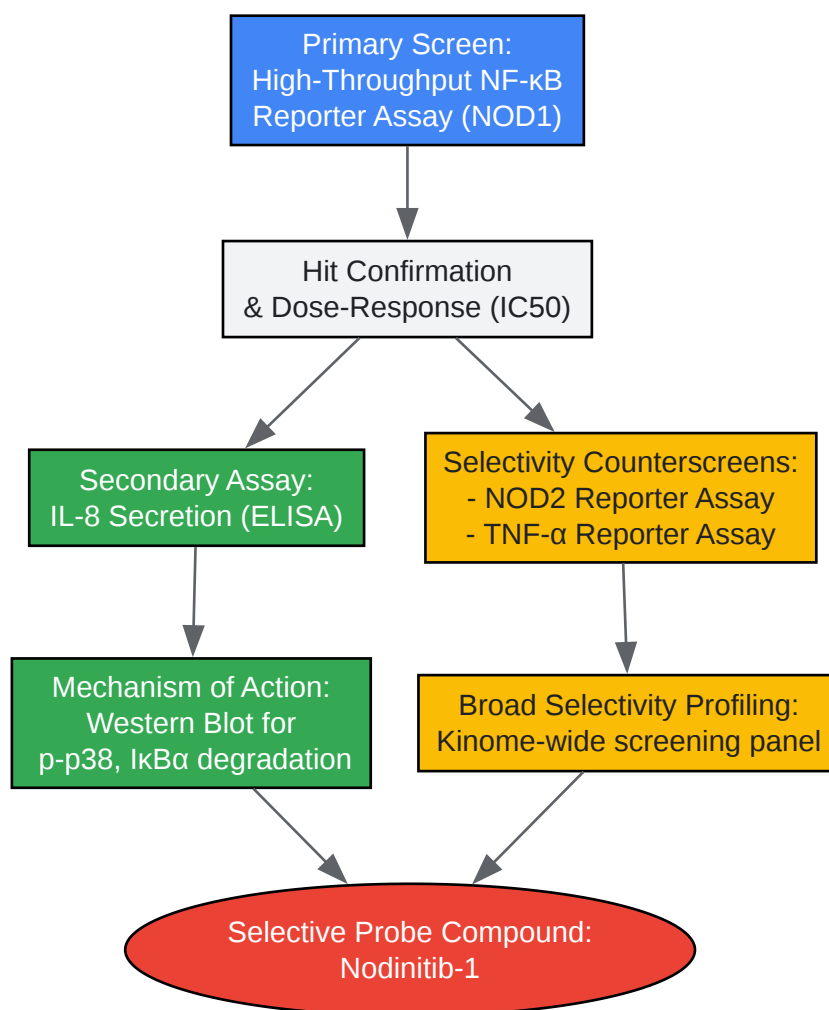 Primary Screen:
High-Throughput NF-κB
Reporter Assay (NOD1)
Hit Confirmation
& Dose-Response (IC50)
Secondary Assay:
IL-8 Secretion (ELISA)
Selectivity Counterscreens:
- NOD2 Reporter Assay
- TNF-α Reporter Assay
Mechanism of Action:
Western Blot for
p-p38, IκBα degradation
Broad Selectivity Profiling:
Kinome-wide screening panel
Selective Probe Compound:
Nodinitib-1